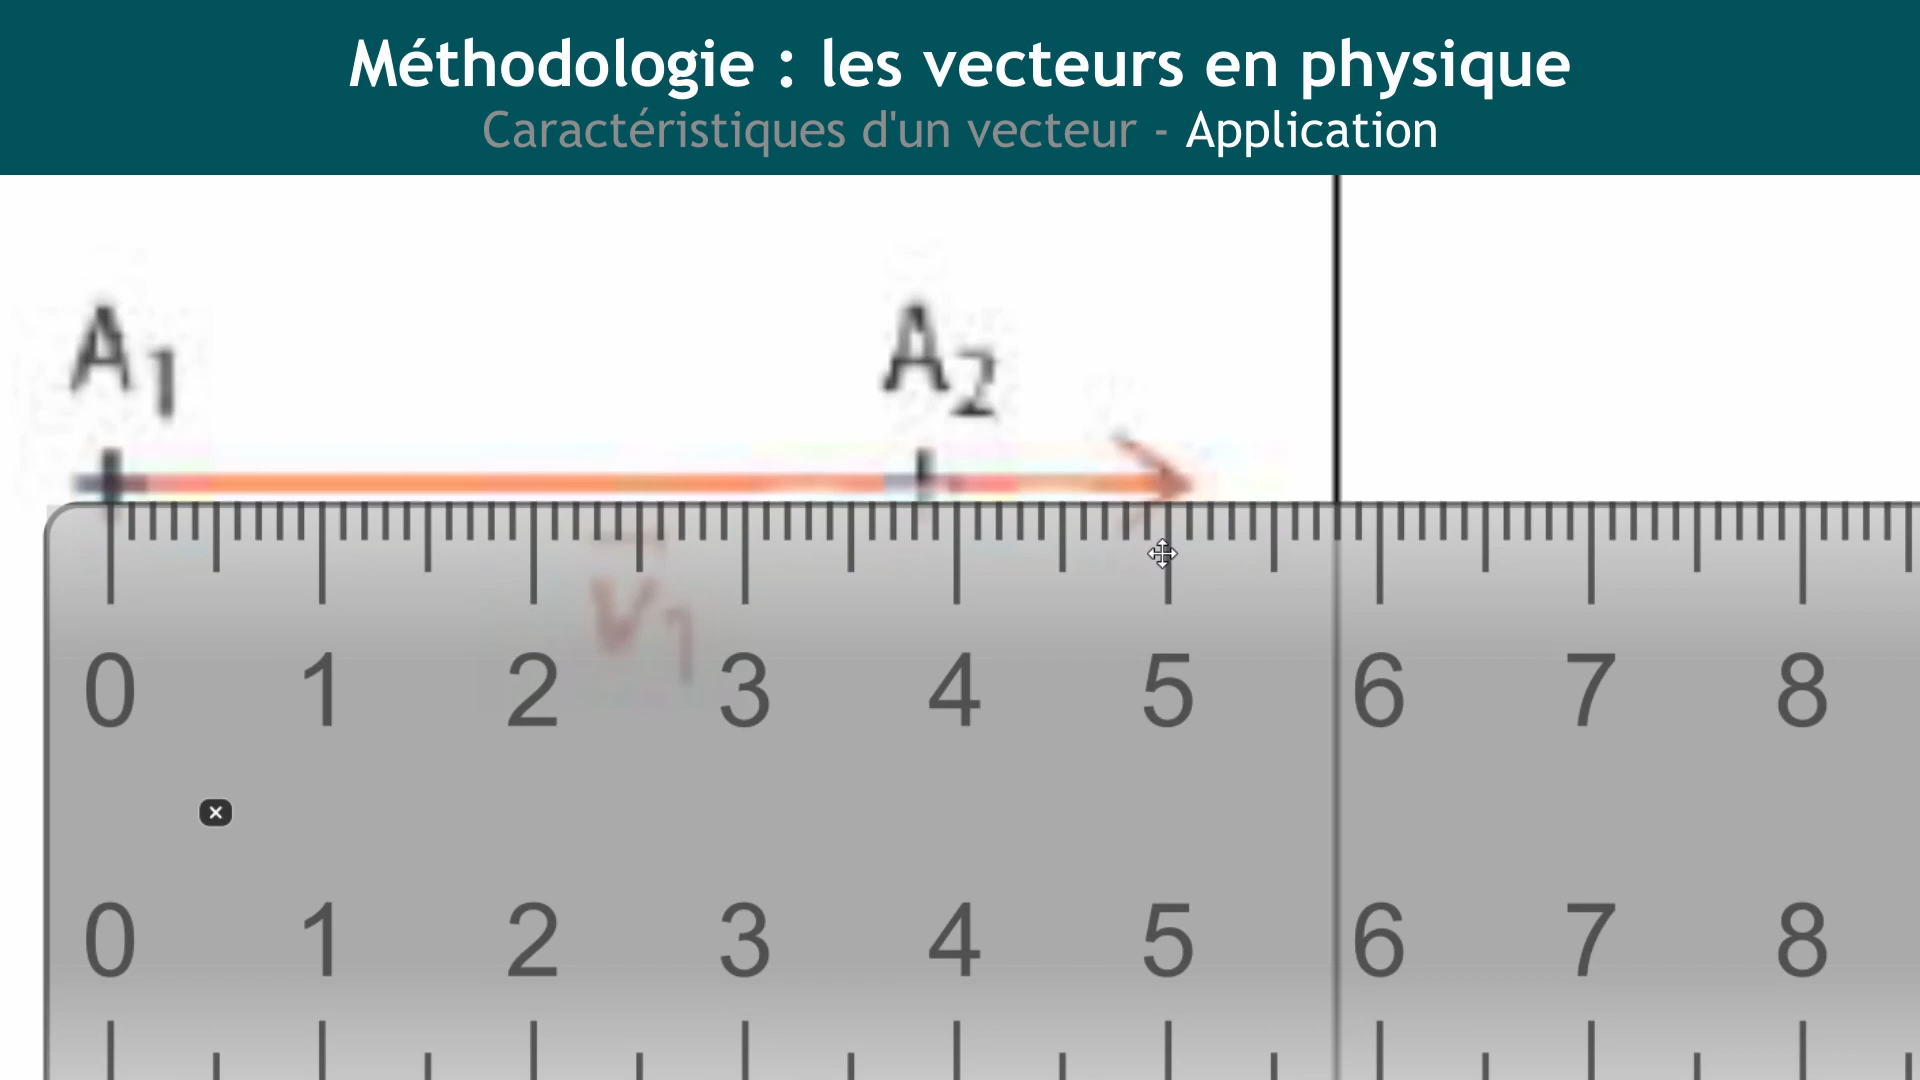 Méthodologie : les vecteurs en physique
Caractéristiques d'un vecteur - Application
A1 A2
v1
0 1 2 3 4 5 6 7 8
0 1 2 3 4 5 6 7 8